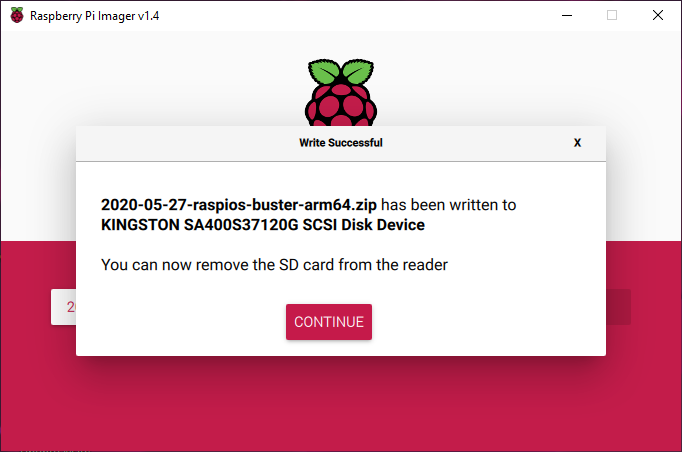 Raspberry Pi Imager v1.4
Write Successful X
2020-05-27-raspios-buster-arm64.zip has been written to
KINGSTON SA400S37120G SCSI Disk Device
You can now remove the SD card from the reader
CONTINUE